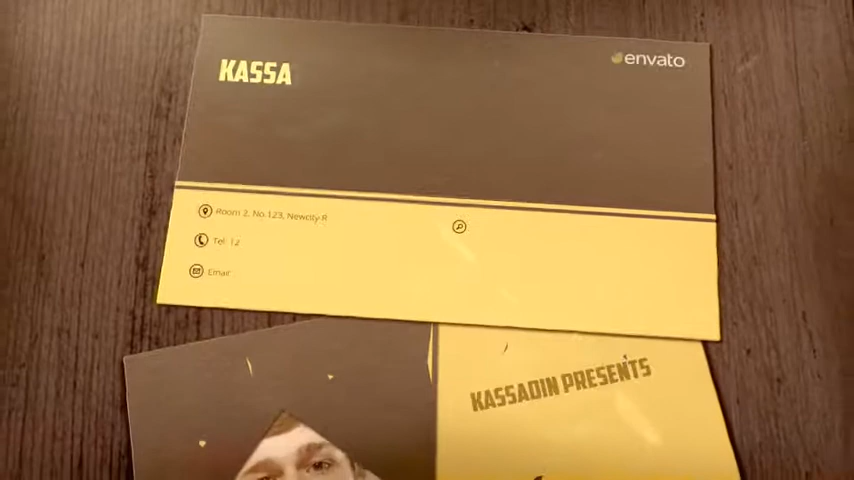 KASSA
envato
Room 2, No.123, Newcity R
Tel: 12
Email
KASSADIN PRESENTS